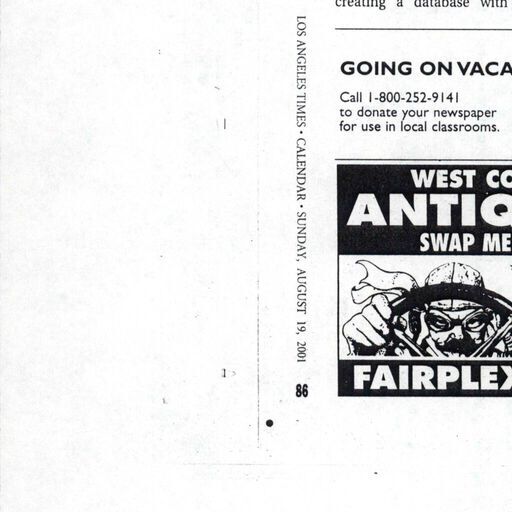 creating a database with
LOS ANGELES TIMES • CALENDAR • SUNDAY, AUGUST 19, 2001
86
GOING ON VACA
Call 1-800-252-9141
to donate your newspaper
for use in local classrooms.
WEST CO
ANTIQ
SWAP ME
FAIRPLEX